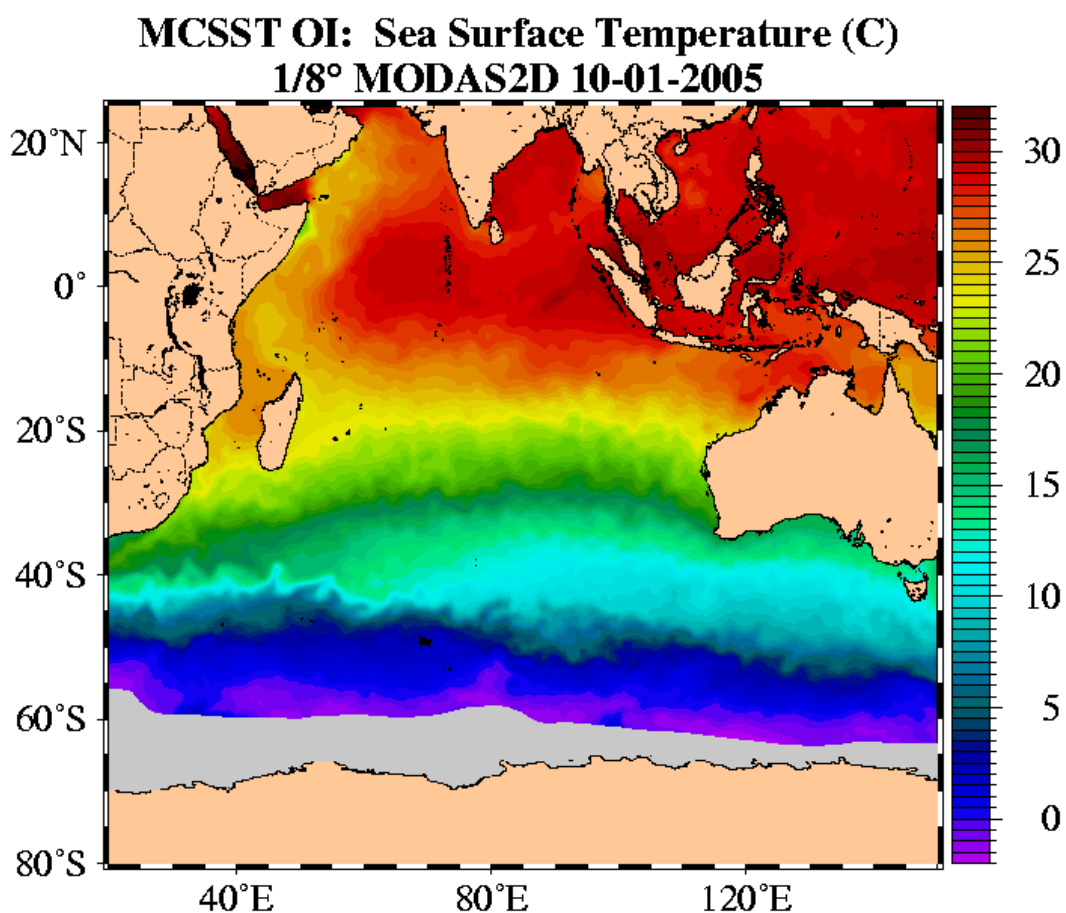 MCSST OI: Sea Surface Temperature (C)
1/8° MODAS2D 10-01-2005
20°N
0°
20°S
40°S
60°S
80°S
40°E
80°E
120°E
30
25
20
15
10
5
0